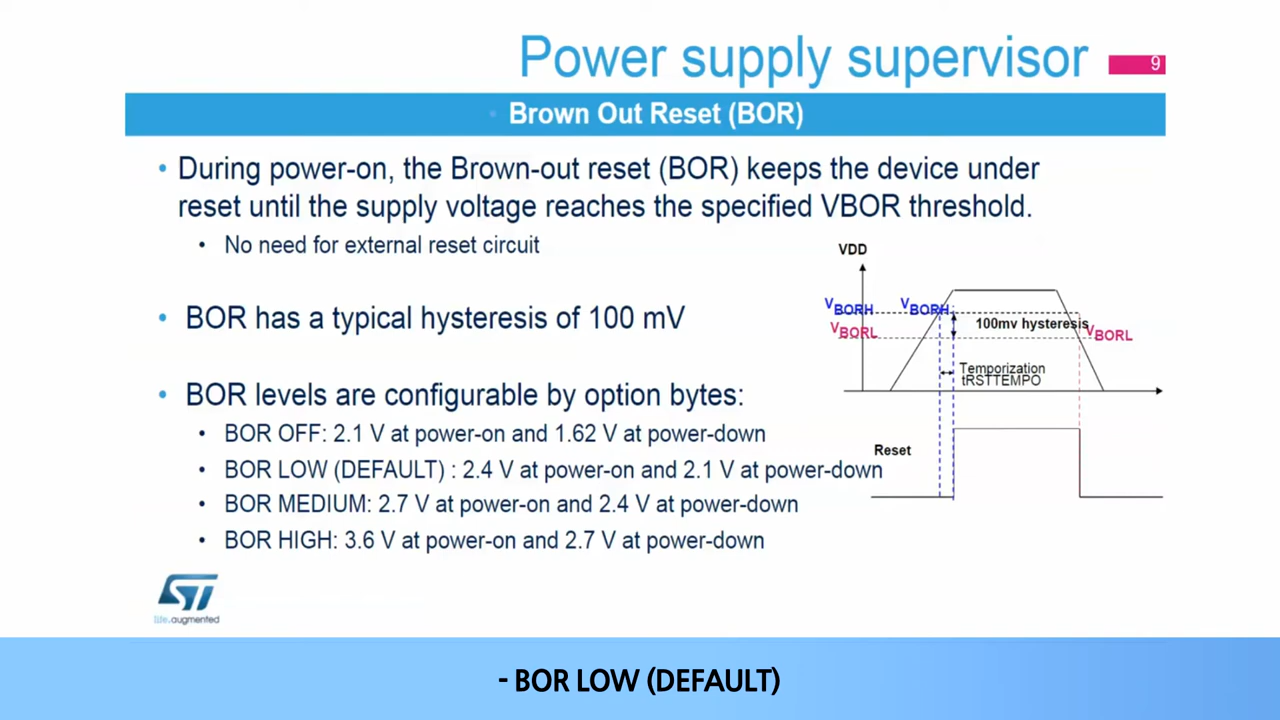 Power supply supervisor
9
• Brown Out Reset (BOR)
• During power-on, the Brown-out reset (BOR) keeps the device under
reset until the supply voltage reaches the specified VBOR threshold.
• No need for external reset circuit
• BOR has a typical hysteresis of 100 mV
• BOR levels are configurable by option bytes:
• BOR OFF: 2.1 V at power-on and 1.62 V at power-down
• BOR LOW (DEFAULT) : 2.4 V at power-on and 2.1 V at power-down
• BOR MEDIUM: 2.7 V at power-on and 2.4 V at power-down
• BOR HIGH: 3.6 V at power-on and 2.7 V at power-down
VDD
VBORH VBORH
100mv hysteresis
VBORL VBORL
Temporization
tRSTTEMPO
Reset
ST
life.augmented
- BOR LOW (DEFAULT)